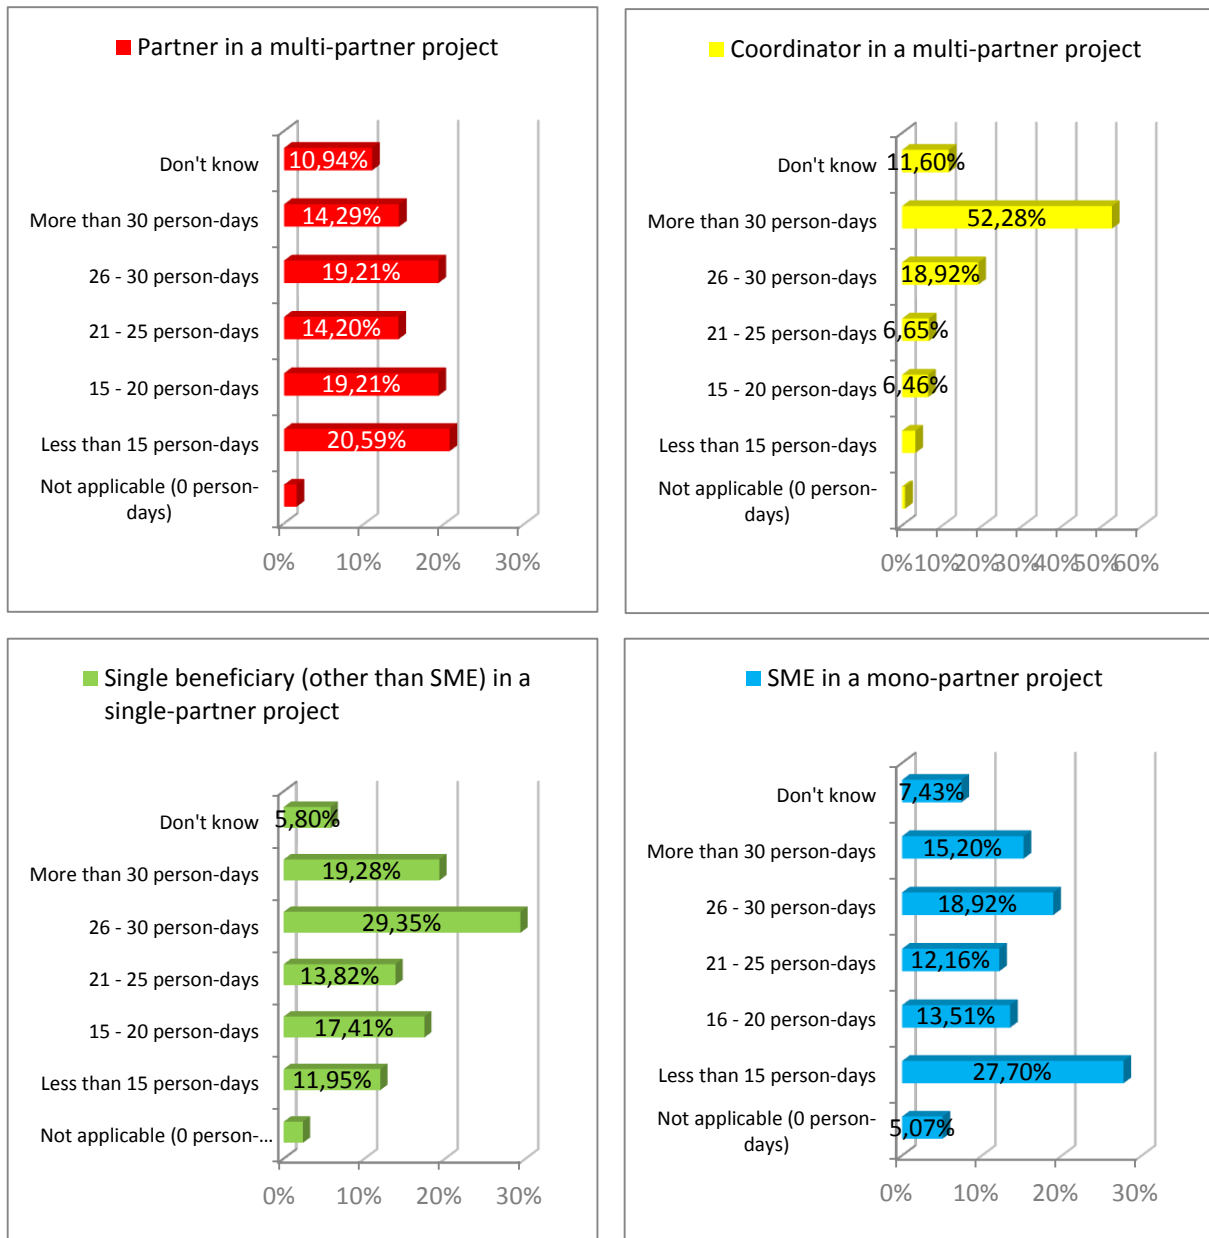 Partner in a multi-partner project
Don't know
10,94%
More than 30 person-days
14,29%
26 - 30 person-days
19,21%
21 - 25 person-days
14,20%
15 - 20 person-days
19,21%
Less than 15 person-days
20,59%
Not applicable (0 person-
days)
0% 10% 20% 30%
Coordinator in a multi-partner project
Don't know
11,60%
More than 30 person-days
52,28%
26 - 30 person-days
18,92%
21 - 25 person-days
6,65%
15 - 20 person-days
6,46%
Less than 15 person-days
Not applicable (0 person-
days)
0% 10% 20% 30% 40% 50% 60%
Single beneficiary (other than SME) in a
single-partner project
Don't know
5,80%
More than 30 person-days
19,28%
26 - 30 person-days
29,35%
21 - 25 person-days
13,82%
15 - 20 person-days
17,41%
Less than 15 person-days
11,95%
Not applicable (0 person-...
0% 10% 20% 30%
SME in a mono-partner project
Don't know
7,43%
More than 30 person-days
15,20%
26 - 30 person-days
18,92%
21 - 25 person-days
12,16%
16 - 20 person-days
13,51%
Less than 15 person-days
27,70%
Not applicable (0 person-
days)
5,07%
0% 10% 20% 30%